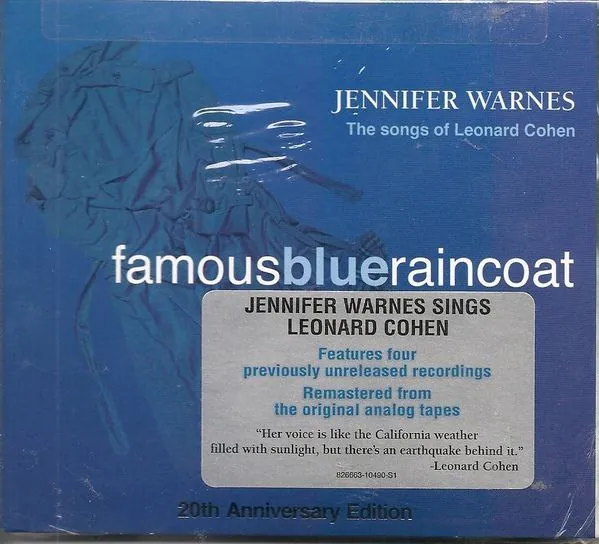 JENNIFER WARNES
The songs of Leonard Cohen
famousblueraincoat
JENNIFER WARNES SINGS
LEONARD COHEN
Features four
previously unreleased recordings
Remastered from
the original analog tapes
“Her voice is like the California weather
filled with sunlight, but there’s an earthquake behind it.”
-Leonard Cohen
826663-10490-S1
20th Anniversary Edition